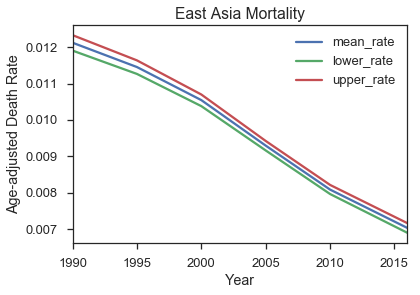 East Asia Mortality
0.012
0.011
0.010
0.009
0.008
0.007
Age-adjusted Death Rate
mean_rate
lower_rate
upper_rate
1990 1995 2000 2005 2010 2015
Year